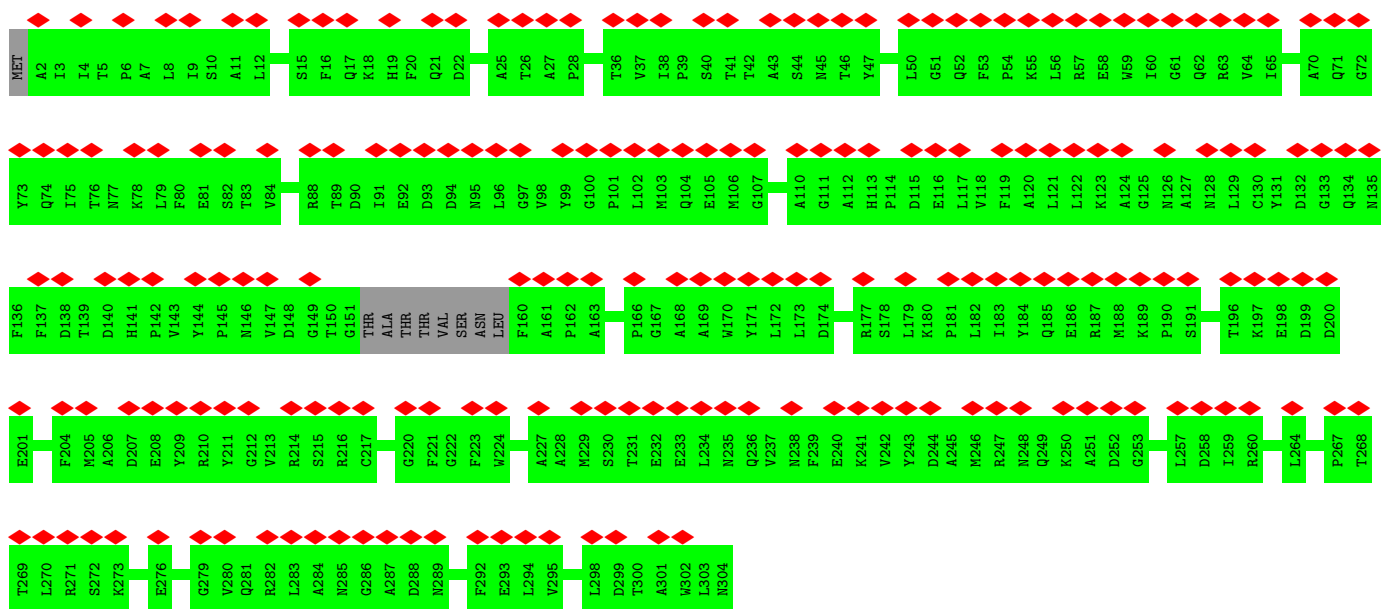 MET A2 I3 I4 T5 P6 A7 L8 I9 S10 A11 L12 S15 F16 Q17 K18 H19 F20 Q21 D22 A25 T26 A27 P28 T36 V37 I38 P39 S40 T41 T42 A43 S44 N45 T46 Y47 L50 G51 Q52 F53 P54 K55 L56 R57 E58 W59 I60 G61 Q62 R63 V64 I65 A70 Q71 G72
Y73 Q74 I75 T76 N77 K78 L79 F80 E81 S82 T83 V84 R88 T89 D90 I91 E92 D93 D94 N95 L96 G97 V98 Y99 G100 P101 L102 M103 Q104 E105 M106 G107 A110 G111 A112 H113 P114 D115 E116 L117 V118 F119 A120 L121 L122 K123 A124 G125 N126 A127 N128 L129 C130 Y131 D132 G133 Q134 N135
F136 F137 D138 T139 D140 H141 P142 V143 Y144 P145 N146 V147 D148 G149 T150 G151 THR ALA THR THR VAL SER ASN LEU F160 A161 P162 A163 P166 G167 A168 A169 W170 Y171 L172 L173 D174 R177 S178 L179 K180 P181 L182 I183 Y184 Q185 E186 R187 M188 K189 P190 S191 T196 K197 E198 D199 D200
E201 F204 M205 A206 D207 E208 Y209 R210 Y211 G212 V213 R214 S215 R216 C217 G220 F221 G222 F223 W224 A227 A228 M229 S230 T231 E232 E233 L234 N235 Q236 V237 N238 F239 E240 K241 V242 Y243 D244 A245 M246 R247 N248 Q249 K250 A251 D252 G253 L257 D258 I259 R260 L264 P267 T268
T269 L270 R271 S272 K273 E276 G279 V280 Q281 R282 L283 A284 N285 G286 A287 D288 N289 F292 E293 L294 V295 L298 D299 T300 A301 W302 L303 N304